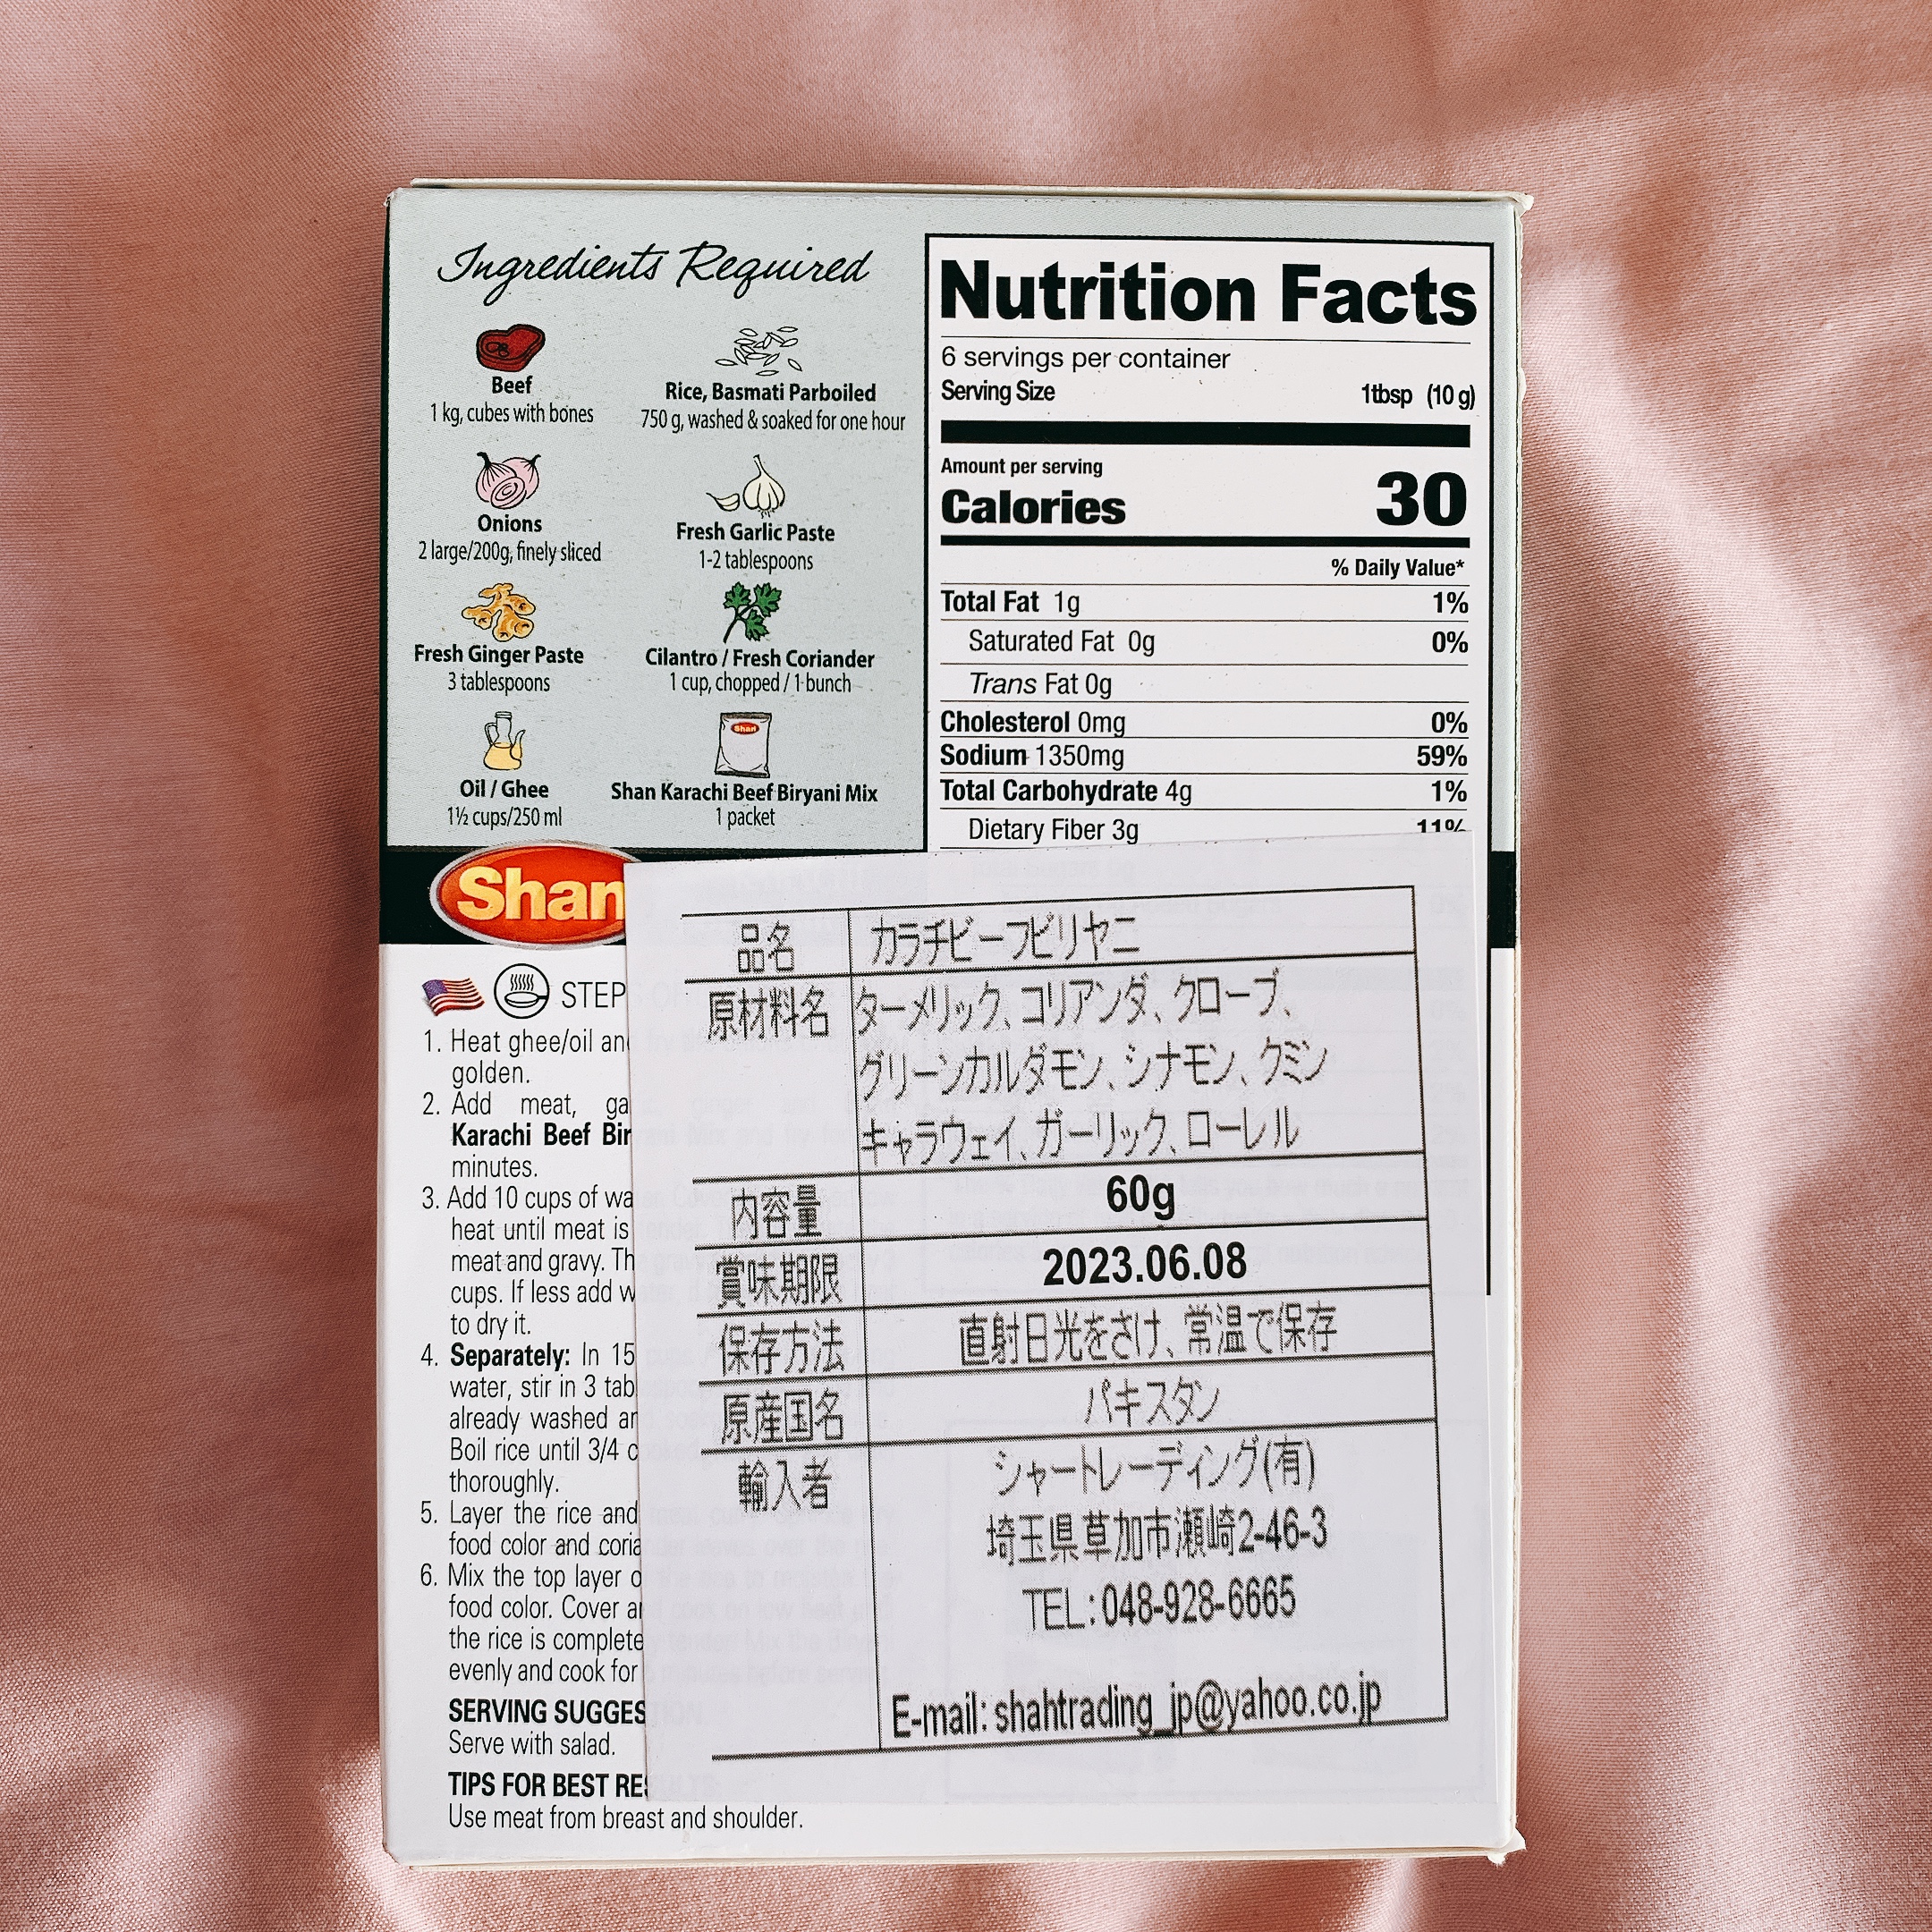 Ingredients Required
Beef
1 kg, cubes with bones
Rice, Basmati Parboiled
750 g, washed & soaked for one hour
Onions
2 large/200g, finely sliced
Fresh Garlic Paste
1-2 tablespoons
Fresh Ginger Paste
3 tablespoons
Cilantro / Fresh Coriander
1 cup, chopped / 1 bunch
Oil / Ghee
1½ cups/250 ml
Shan
Shan Karachi Beef Biryani Mix
1 packet
Nutrition Facts
6 servings per container
Serving Size 1tbsp (10 g)
Amount per serving
Calories 30
% Daily Value*
Total Fat 1g 1%
Saturated Fat 0g 0%
Trans Fat 0g
Cholesterol 0mg 0%
Sodium 1350mg 59%
Total Carbohydrate 4g 1%
Dietary Fiber 3g 11%
Shan
STEP
1. Heat ghee/oil and
golden.
2. Add meat, ga
Karachi Beef Bir
minutes.
3. Add 10 cups of wa
heat until meat is
meat and gravy. Th
cups. If less add w
to dry it.
4. Separately: In 15
water, stir in 3 tab
already washed an
Boil rice until 3/4 c
thoroughly.
5. Layer the rice and
food color and coria
6. Mix the top layer o
food color. Cover an
the rice is complete
evenly and cook for
SERVING SUGGES
Serve with salad.
TIPS FOR BEST RES
Use meat from breast and shoulder.
品名 カラチビーフビリヤニ
原材料名 ターメリック、コリアンダ、クローブ、
グリーンカルダモン、シナモン、クミン
キャラウェイ、ガーリック、ローレル
内容量 60g
賞味期限 2023.06.08
保存方法 直射日光をさけ、常温で保存
原産国名 パキスタン
輸入者 シャートレーディング(有)
埼玉県草加市瀬崎2-46-3
TEL:048-928-6665
E-mail: shahtrading_jp@yahoo.co.jp